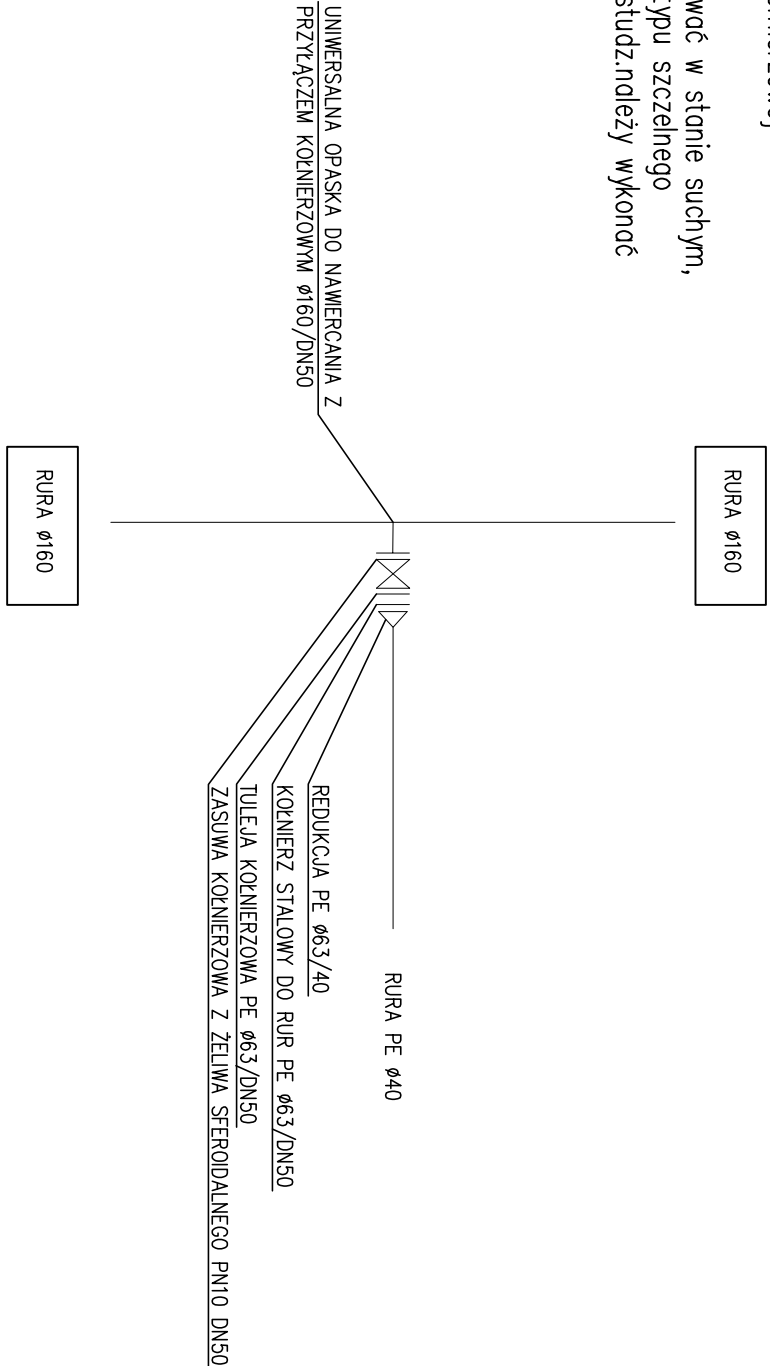 wać w stanie suchym,
typu szczelnego
studz.należy wykonać
UNIWERSALNA OPASKA DO NAWIERCANIA Z
PRZYŁĄCZEM KOŁNIERZOWYM ø160/DN50
RURA ø160
RURA ø160
RURA PE ø40
REDUKCJA PE ø63/40
KOŁNIERZ STALOWY DO RUR PE ø63/DN50
TULEJA KOŁNIERZOWA PE ø63/DN50
ZASUWA KOŁNIERZOWA Z ŻELIWA SFEROIDALNEGO PN10 DN50